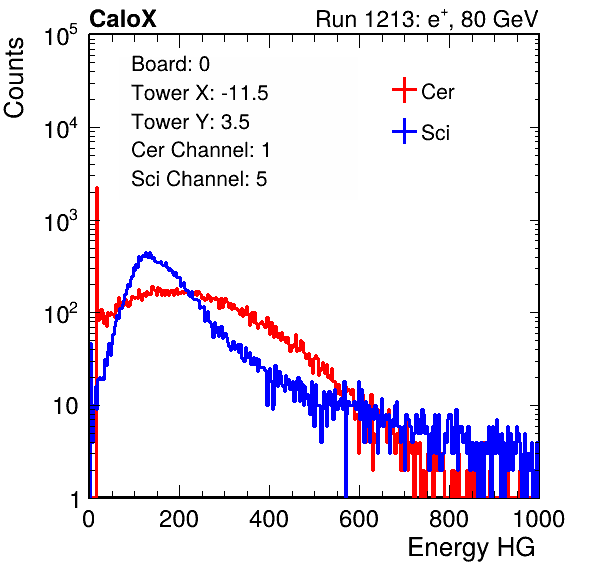 CaloX Run 1213: e⁺, 80 GeV
Counts
10⁵
10⁴
10³
10²
10
1
Board: 0
Tower X: -11.5
Tower Y: 3.5
Cer Channel: 1
Sci Channel: 5
Cer
Sci
0 200 400 600 800 1000
Energy HG